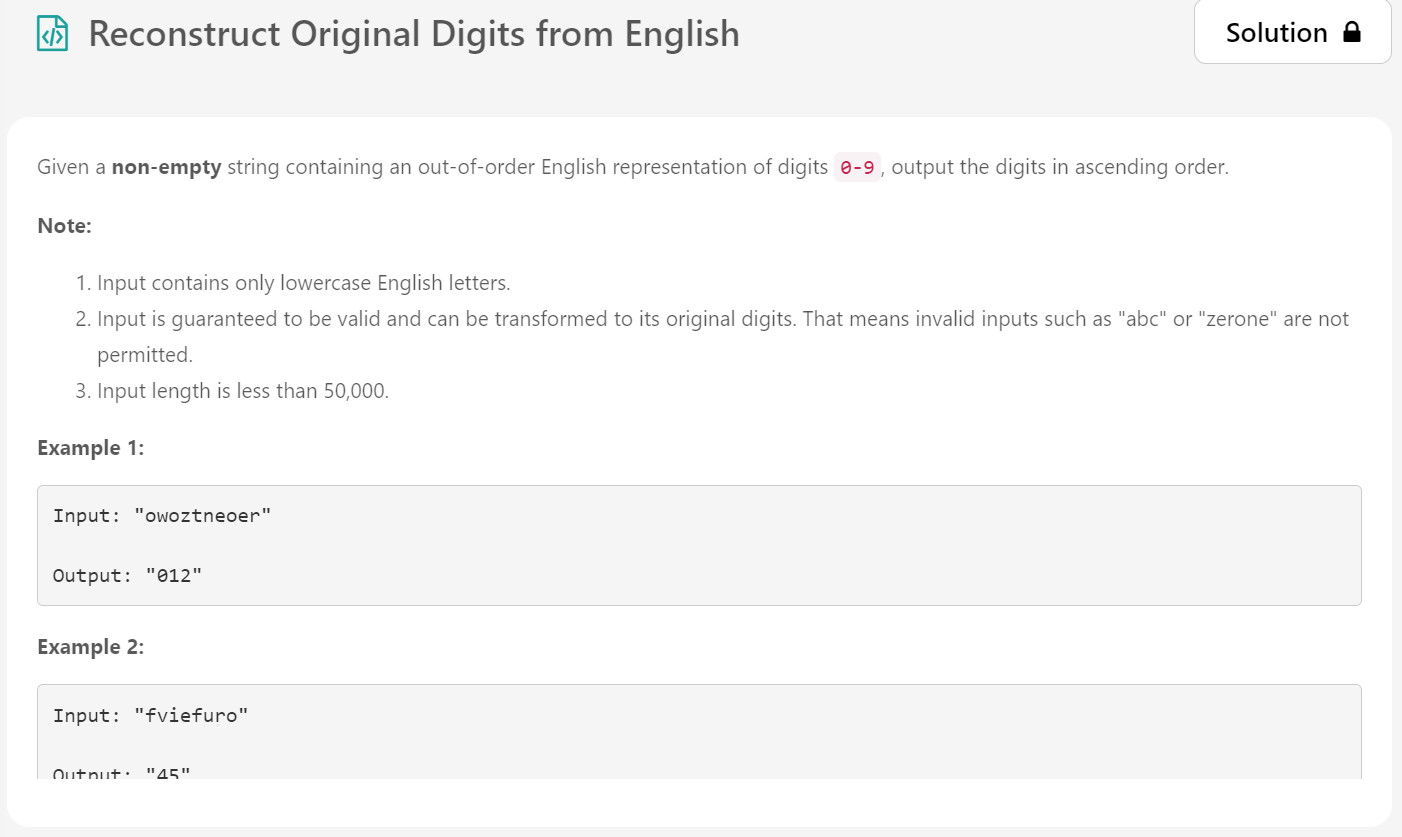 Reconstruct Original Digits from English
Solution
Given a non-empty string containing an out-of-order English representation of digits 0-9, output the digits in ascending order.
Note:
1. Input contains only lowercase English letters.
2. Input is guaranteed to be valid and can be transformed to its original digits. That means invalid inputs such as "abc" or "zerone" are not
permitted.
3. Input length is less than 50,000.
Example 1:
Input: "owoztneoer"
Output: "012"
Example 2:
Input: "fviefuro"
Output: "45"